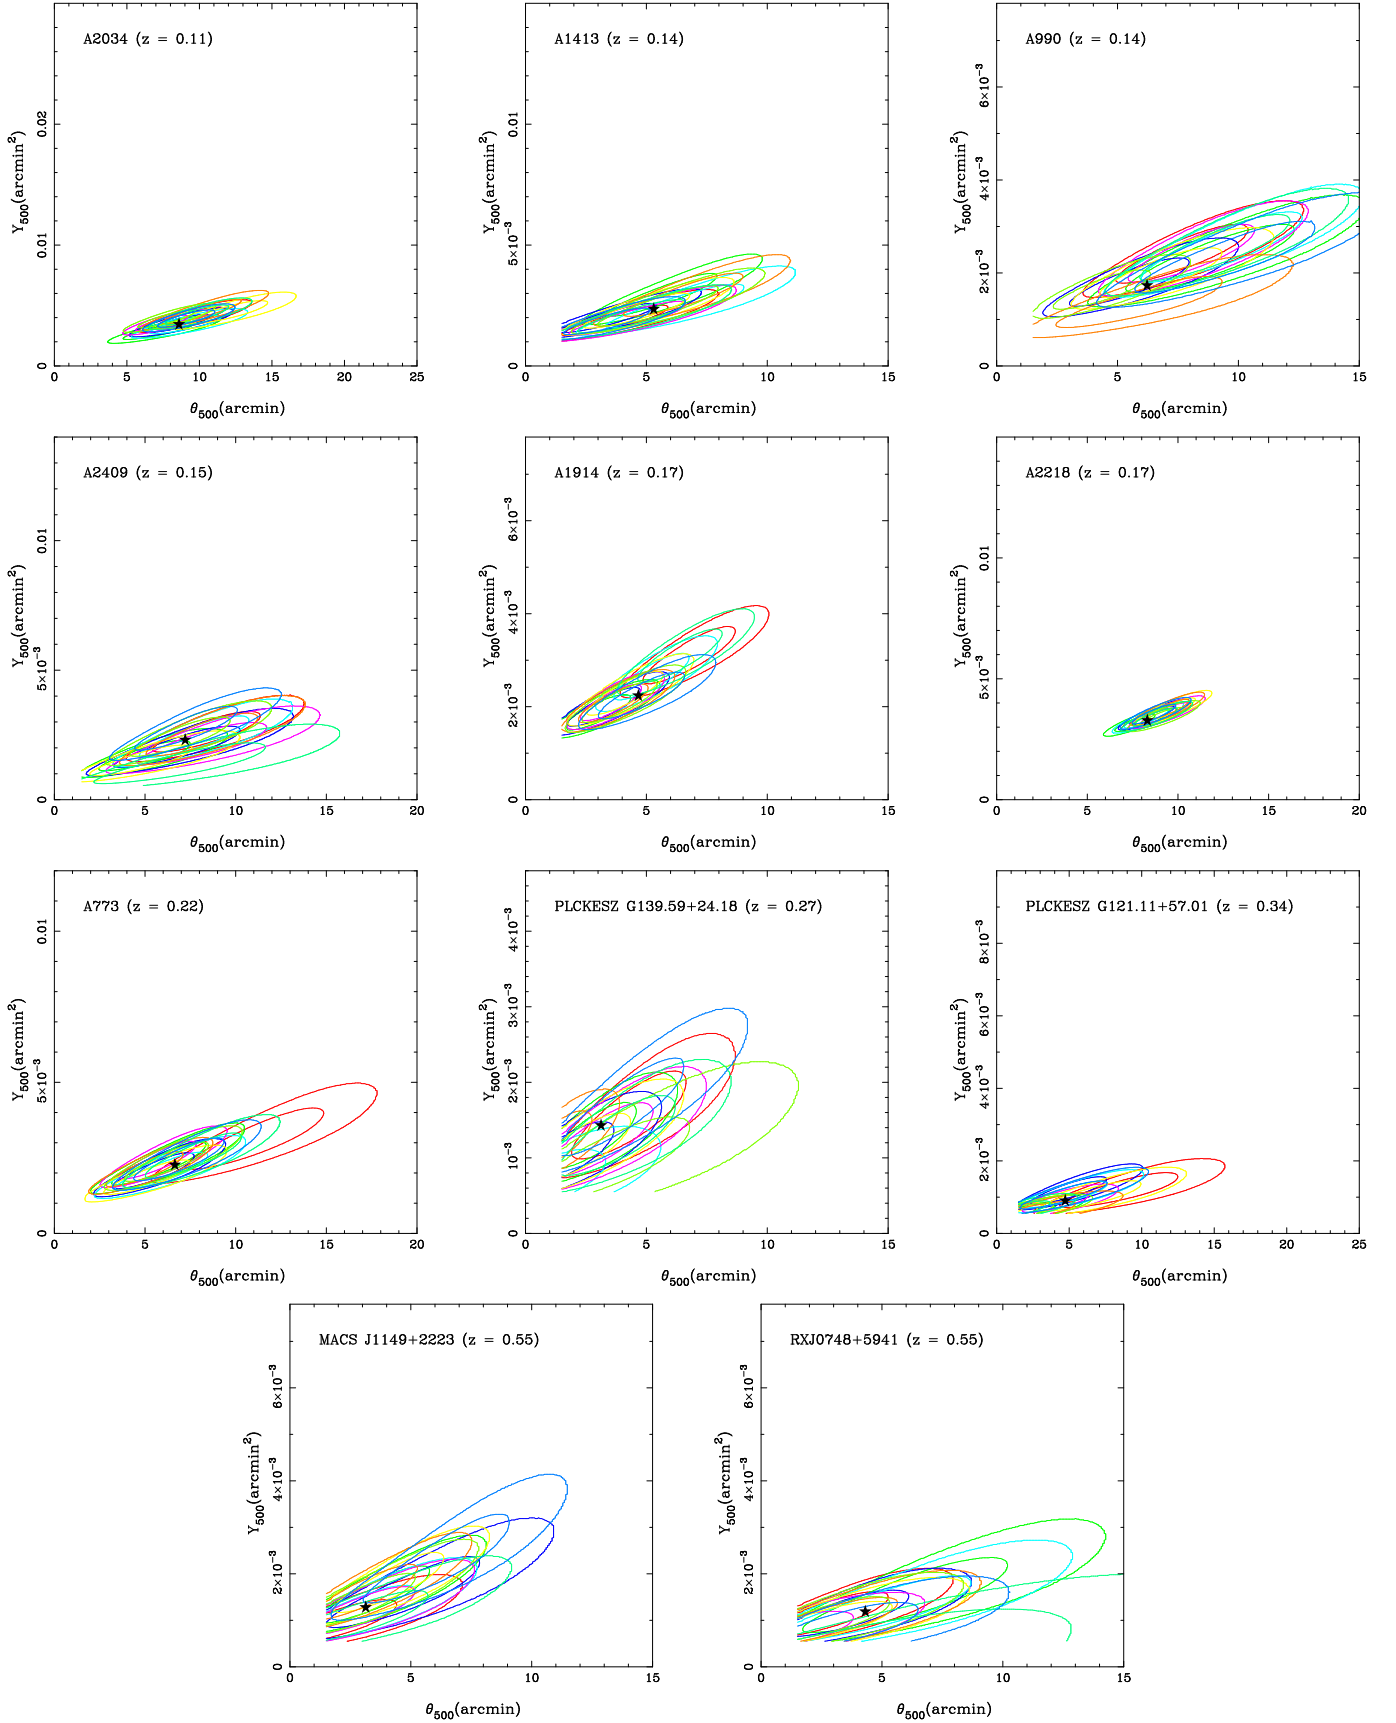 A2034 (z = 0.11)
Y500(arcmin2)
0 0.01 0.02
0 5 10 15 20 25
θ500(arcmin)
A1413 (z = 0.14)
Y500(arcmin2)
0 5×10−3 0.01
0 5 10 15
θ500(arcmin)
A990 (z = 0.14)
Y500(arcmin2)
0 2×10−3 4×10−3 6×10−3
0 5 10 15
θ500(arcmin)
A2409 (z = 0.15)
Y500(arcmin2)
0 5×10−3 0.01
0 5 10 15 20
θ500(arcmin)
A1914 (z = 0.17)
Y500(arcmin2)
0 2×10−3 4×10−3 6×10−3
0 5 10 15
θ500(arcmin)
A2218 (z = 0.17)
Y500(arcmin2)
0 5×10−3 0.01
0 5 10 15 20
θ500(arcmin)
A773 (z = 0.22)
Y500(arcmin2)
0 5×10−3 0.01
0 5 10 15 20
θ500(arcmin)
PLCKESZ G139.59+24.18 (z = 0.27)
Y500(arcmin2)
0 10−3 2×10−3 3×10−3 4×10−3
0 5 10 15
θ500(arcmin)
PLCKESZ G121.11+57.01 (z = 0.34)
Y500(arcmin2)
0 2×10−3 4×10−3 6×10−3 8×10−3
0 5 10 15 20 25
θ500(arcmin)
MACS J1149+2223 (z = 0.55)
Y500(arcmin2)
0 2×10−3 4×10−3 6×10−3
0 5 10 15
θ500(arcmin)
RXJ0748+5941 (z = 0.55)
Y500(arcmin2)
0 2×10−3 4×10−3 6×10−3
0 5 10 15
θ500(arcmin)